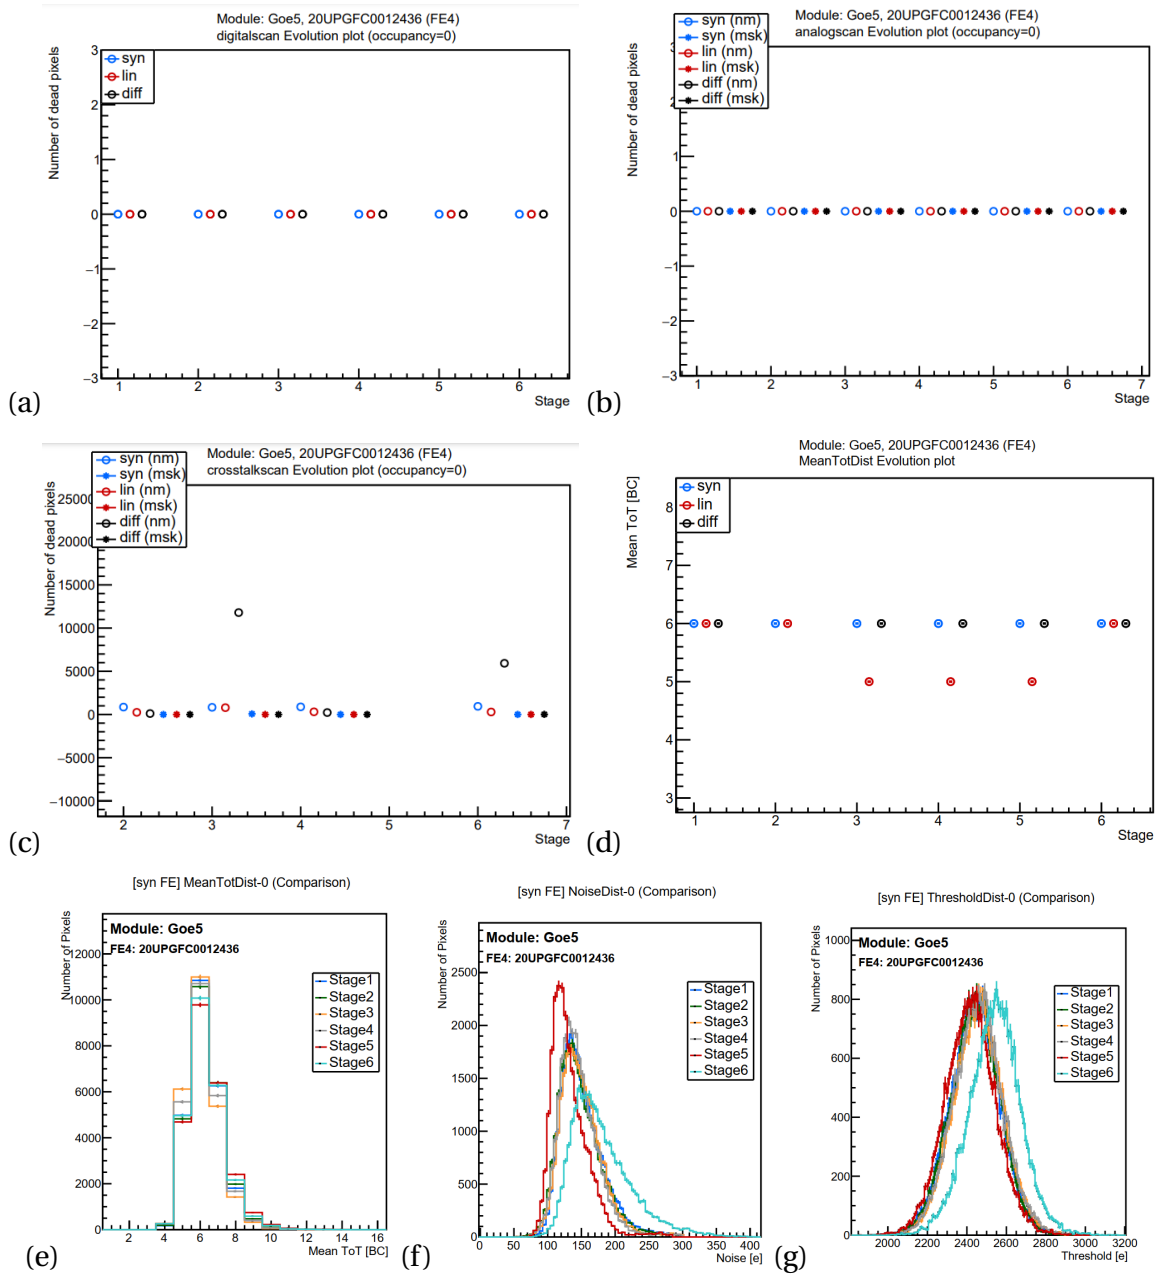 Module: Goe5, 20UPGFC0012436 (FE4)
digitalscan Evolution plot (occupancy=0)
Number of dead pixels
syn
lin
diff
3
2
1
0
−1
−2
−3
1 2 3 4 5 6
Stage
(a)
Module: Goe5, 20UPGFC0012436 (FE4)
analogscan Evolution plot (occupancy=0)
Number of dead pixels
syn (nm)
syn (msk)
lin (nm)
lin (msk)
diff (nm)
diff (msk)
3
2
1
0
−1
−2
−3
1 2 3 4 5 6 7
Stage
(b)
Module: Goe5, 20UPGFC0012436 (FE4)
crosstalkscan Evolution plot (occupancy=0)
Number of dead pixels
syn (nm)
syn (msk)
lin (nm)
lin (msk)
diff (nm)
diff (msk)
25000
20000
15000
10000
5000
0
−5000
−10000
2 3 4 5 6 7
Stage
(c)
Module: Goe5, 20UPGFC0012436 (FE4)
MeanTotDist Evolution plot
Mean ToT [BC]
syn
lin
diff
8
7
6
5
4
3
1 2 3 4 5 6
Stage
(d)
[syn FE] MeanTotDist-0 (Comparison)
Number of Pixels
Module: Goe5
FE4: 20UPGFC0012436
Stage1
Stage2
Stage3
Stage4
Stage5
Stage6
12000
10000
8000
6000
4000
2000
0
2 4 6 8 10 12 14 16
Mean ToT [BC]
(e)
[syn FE] NoiseDist-0 (Comparison)
Number of Pixels
Module: Goe5
FE4: 20UPGFC0012436
Stage1
Stage2
Stage3
Stage4
Stage5
Stage6
2500
2000
1500
1000
500
0
0 50 100 150 200 250 300 350 400
Noise [e]
(f)
[syn FE] ThresholdDist-0 (Comparison)
Number of Pixels
Module: Goe5
FE4: 20UPGFC0012436
Stage1
Stage2
Stage3
Stage4
Stage5
Stage6
1000
800
600
400
200
0
2000 2200 2400 2600 2800 3000 3200
Threshold [e]
(g)